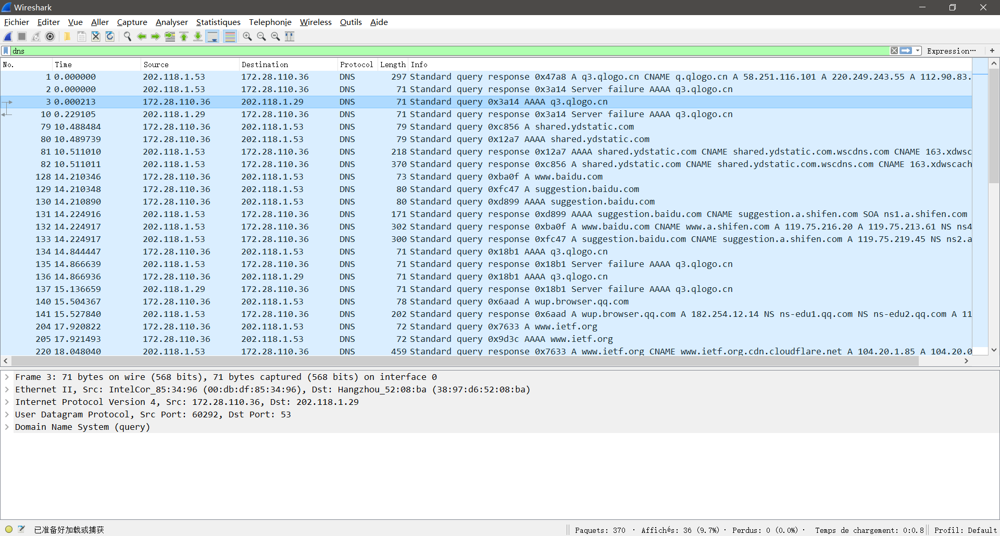 Wireshark
Fichier Editer Vue Aller Capture Analyser Statistiques Telephonie Wireless Outils Aide
dns Expression⋯ +
No. Time Source Destination Protocol Length Info
1 0.000000 202.118.1.53 172.28.110.36 DNS 297 Standard query response 0x47a8 A q3.qlogo.cn CNAME q.qlogo.cn A 58.251.116.101 A 220.249.243.55 A 112.90.83.
2 0.000000 202.118.1.53 172.28.110.36 DNS 71 Standard query response 0x3a14 Server failure AAAA q3.qlogo.cn
3 0.000213 172.28.110.36 202.118.1.29 DNS 71 Standard query 0x3a14 AAAA q3.qlogo.cn
10 0.229105 202.118.1.29 172.28.110.36 DNS 71 Standard query response 0x3a14 Server failure AAAA q3.qlogo.cn
79 10.488484 172.28.110.36 202.118.1.53 DNS 79 Standard query 0xc856 A shared.ydstatic.com
80 10.489739 172.28.110.36 202.118.1.53 DNS 79 Standard query 0x12a7 AAAA shared.ydstatic.com
81 10.511010 202.118.1.53 172.28.110.36 DNS 218 Standard query response 0x12a7 AAAA shared.ydstatic.com CNAME shared.ydstatic.com.wscdns.com CNAME 163.xdwsc
82 10.511011 202.118.1.53 172.28.110.36 DNS 370 Standard query response 0xc856 A shared.ydstatic.com CNAME shared.ydstatic.com.wscdns.com CNAME 163.xdwscach
128 14.210346 172.28.110.36 202.118.1.53 DNS 73 Standard query 0xba0f A www.baidu.com
129 14.210348 172.28.110.36 202.118.1.53 DNS 80 Standard query 0xfc47 A suggestion.baidu.com
130 14.210890 172.28.110.36 202.118.1.53 DNS 80 Standard query 0xd899 AAAA suggestion.baidu.com
131 14.224916 202.118.1.53 172.28.110.36 DNS 171 Standard query response 0xd899 AAAA suggestion.baidu.com CNAME suggestion.a.shifen.com SOA ns1.a.shifen.com
132 14.224917 202.118.1.53 172.28.110.36 DNS 302 Standard query response 0xba0f A www.baidu.com CNAME www.a.shifen.com A 119.75.216.20 A 119.75.213.61 NS ns4
133 14.224917 202.118.1.53 172.28.110.36 DNS 300 Standard query response 0xfc47 A suggestion.baidu.com CNAME suggestion.a.shifen.com A 119.75.219.45 NS ns2.a
134 14.844447 172.28.110.36 202.118.1.53 DNS 71 Standard query 0x18b1 AAAA q3.qlogo.cn
135 14.866639 202.118.1.53 172.28.110.36 DNS 71 Standard query response 0x18b1 Server failure AAAA q3.qlogo.cn
136 14.866936 172.28.110.36 202.118.1.29 DNS 71 Standard query 0x18b1 AAAA q3.qlogo.cn
137 15.136659 202.118.1.29 172.28.110.36 DNS 71 Standard query response 0x18b1 Server failure AAAA q3.qlogo.cn
140 15.504367 172.28.110.36 202.118.1.53 DNS 78 Standard query 0x6aad A wup.browser.qq.com
141 15.527840 202.118.1.53 172.28.110.36 DNS 202 Standard query response 0x6aad A wup.browser.qq.com A 182.254.12.14 NS ns-edu1.qq.com NS ns-edu2.qq.com A 11
204 17.920822 172.28.110.36 202.118.1.53 DNS 72 Standard query 0x7633 A www.ietf.org
205 17.921493 172.28.110.36 202.118.1.53 DNS 72 Standard query 0x9d3c AAAA www.ietf.org
220 18.048040 202.118.1.53 172.28.110.36 DNS 459 Standard query response 0x7633 A www.ietf.org CNAME www.ietf.org.cdn.cloudflare.net A 104.20.1.85 A 104.20.0
Frame 3: 71 bytes on wire (568 bits), 71 bytes captured (568 bits) on interface 0
Ethernet II, Src: IntelCor_85:34:96 (00:db:df:85:34:96), Dst: Hangzhou_52:08:ba (38:97:d6:52:08:ba)
Internet Protocol Version 4, Src: 172.28.110.36, Dst: 202.118.1.29
User Datagram Protocol, Src Port: 60292, Dst Port: 53
Domain Name System (query)
已准备好加载或捕获 Paquets: 370 · Affichés: 36 (9.7%) · Perdus: 0 (0.0%) · Temps de chargement: 0:0.8 Profil: Default